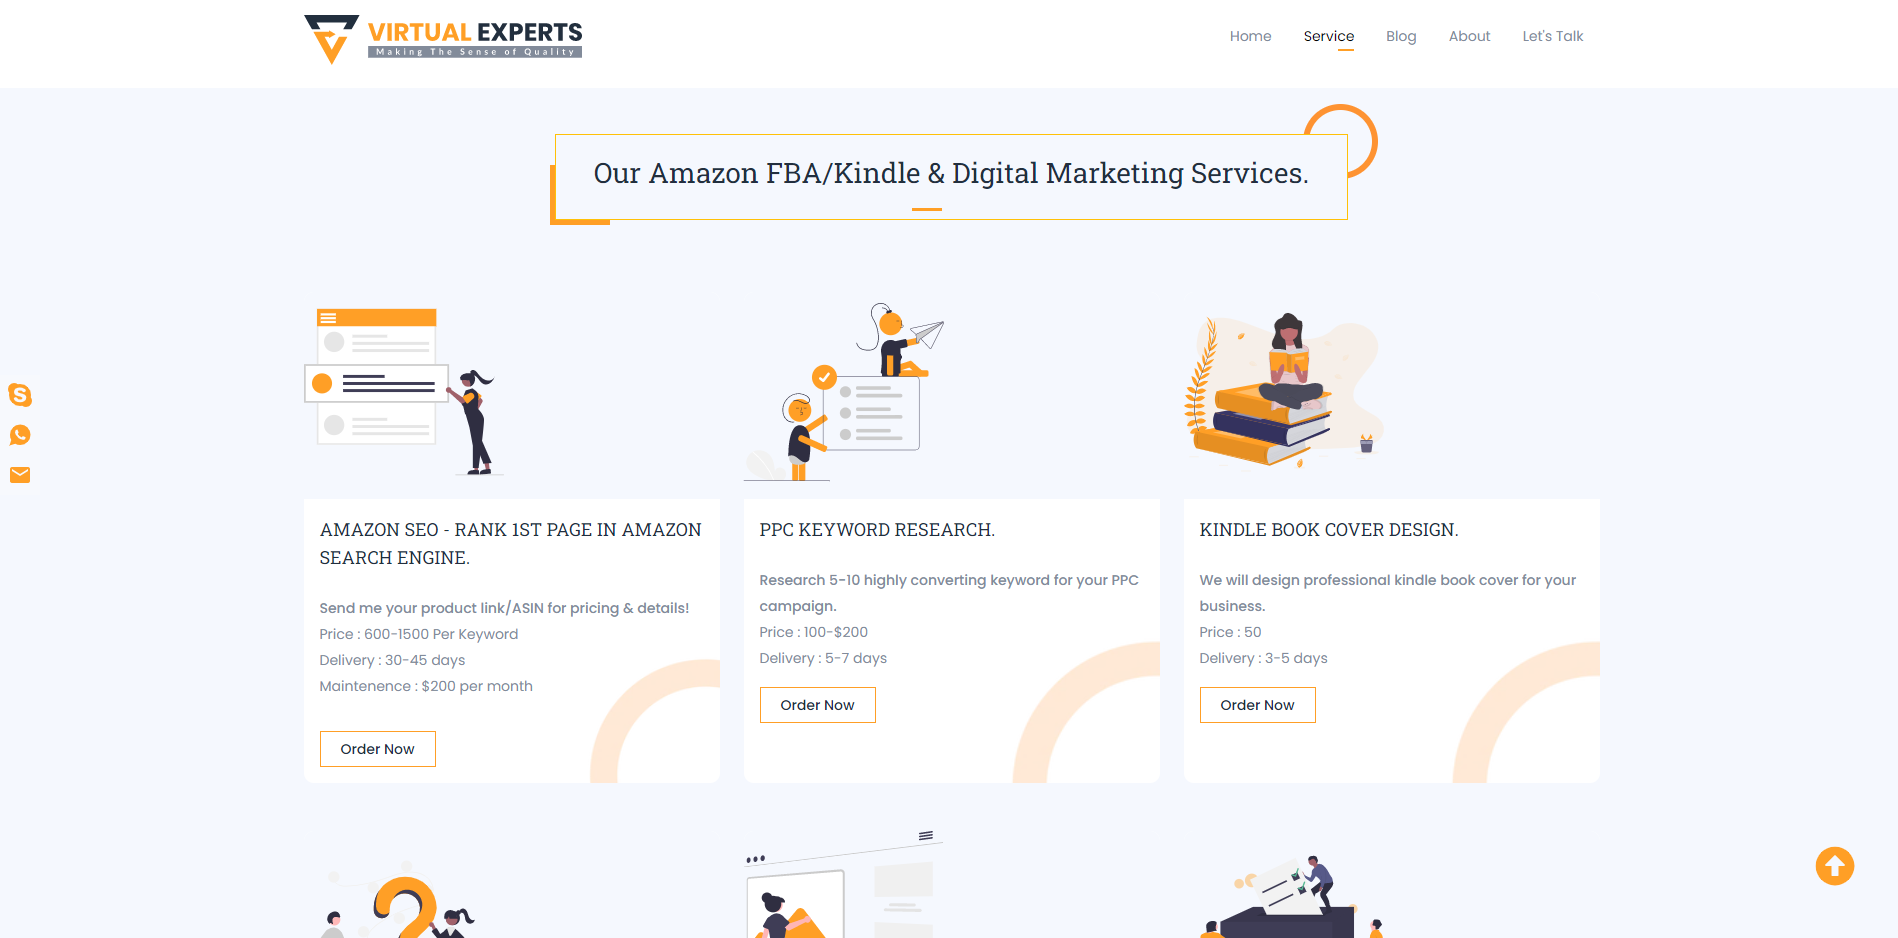 VIRTUAL EXPERTS
Making The Sense of Quality
Home
Service
Blog
About
Let's Talk
Our Amazon FBA/Kindle & Digital Marketing Services.
AMAZON SEO - RANK 1ST PAGE IN AMAZON
SEARCH ENGINE.
Send me your product link/ASIN for pricing & details!
Price : 600-1500 Per Keyword
Delivery : 30-45 days
Maintenence : $200 per month
Order Now
PPC KEYWORD RESEARCH.
Research 5-10 highly converting keyword for your PPC
campaign.
Price : 100-$200
Delivery : 5-7 days
Order Now
KINDLE BOOK COVER DESIGN.
We will design professional kindle book cover for your
business.
Price : 50
Delivery : 3-5 days
Order Now